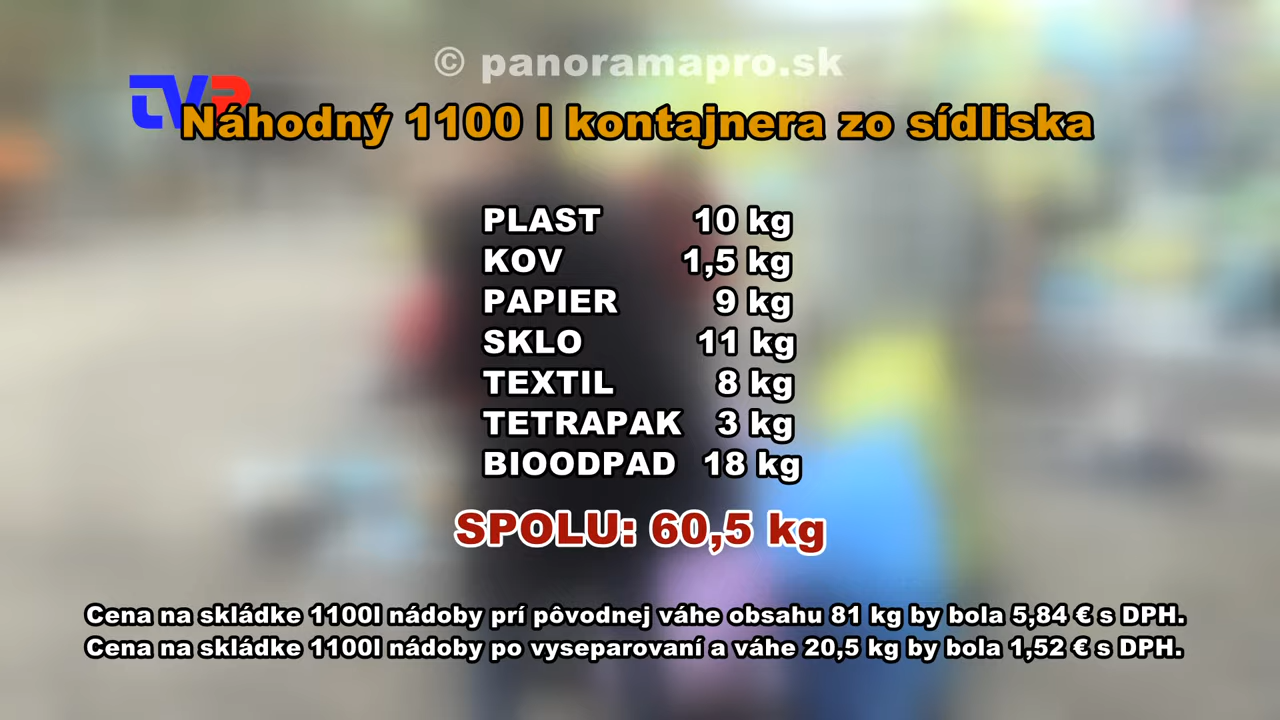 © panoramapro.sk
TVP
Náhodný 1100 l kontajnera zo sídliska
PLAST 10 kg
KOV 1,5 kg
PAPIER 9 kg
SKLO 11 kg
TEXTIL 8 kg
TETRAPAK 3 kg
BIOODPAD 18 kg
SPOLU: 60,5 kg
Cena na skládke 1100l nádoby prí pôvodnej váhe obsahu 81 kg by bola 5,84 € s DPH.
Cena na skládke 1100l nádoby po vyseparovaní a váhe 20,5 kg by bola 1,52 € s DPH.